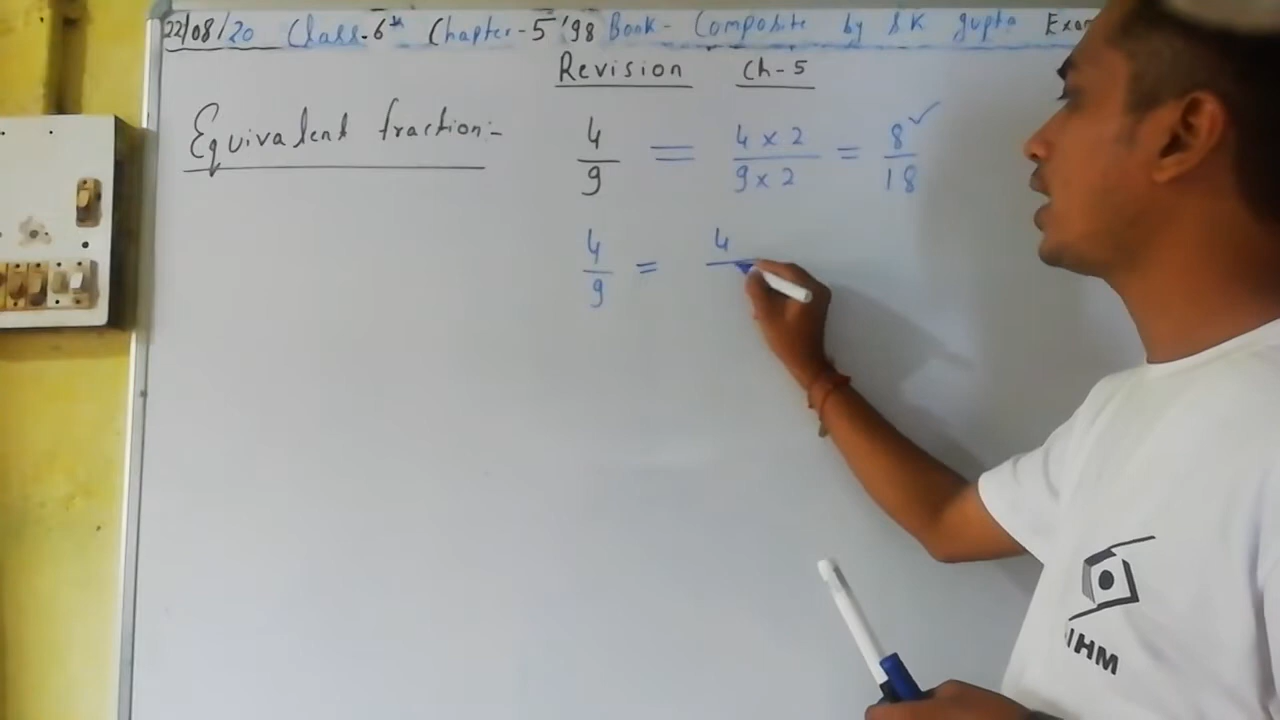 22/08/20 Class-6th Chapter-5 '98 Book- Composite by SK gupta Exam
Revision Ch-5
Equivalent fraction:-
4/9 = 4 x 2/9 x 2 = 8/18 ✓
4/9 = 4
IHM